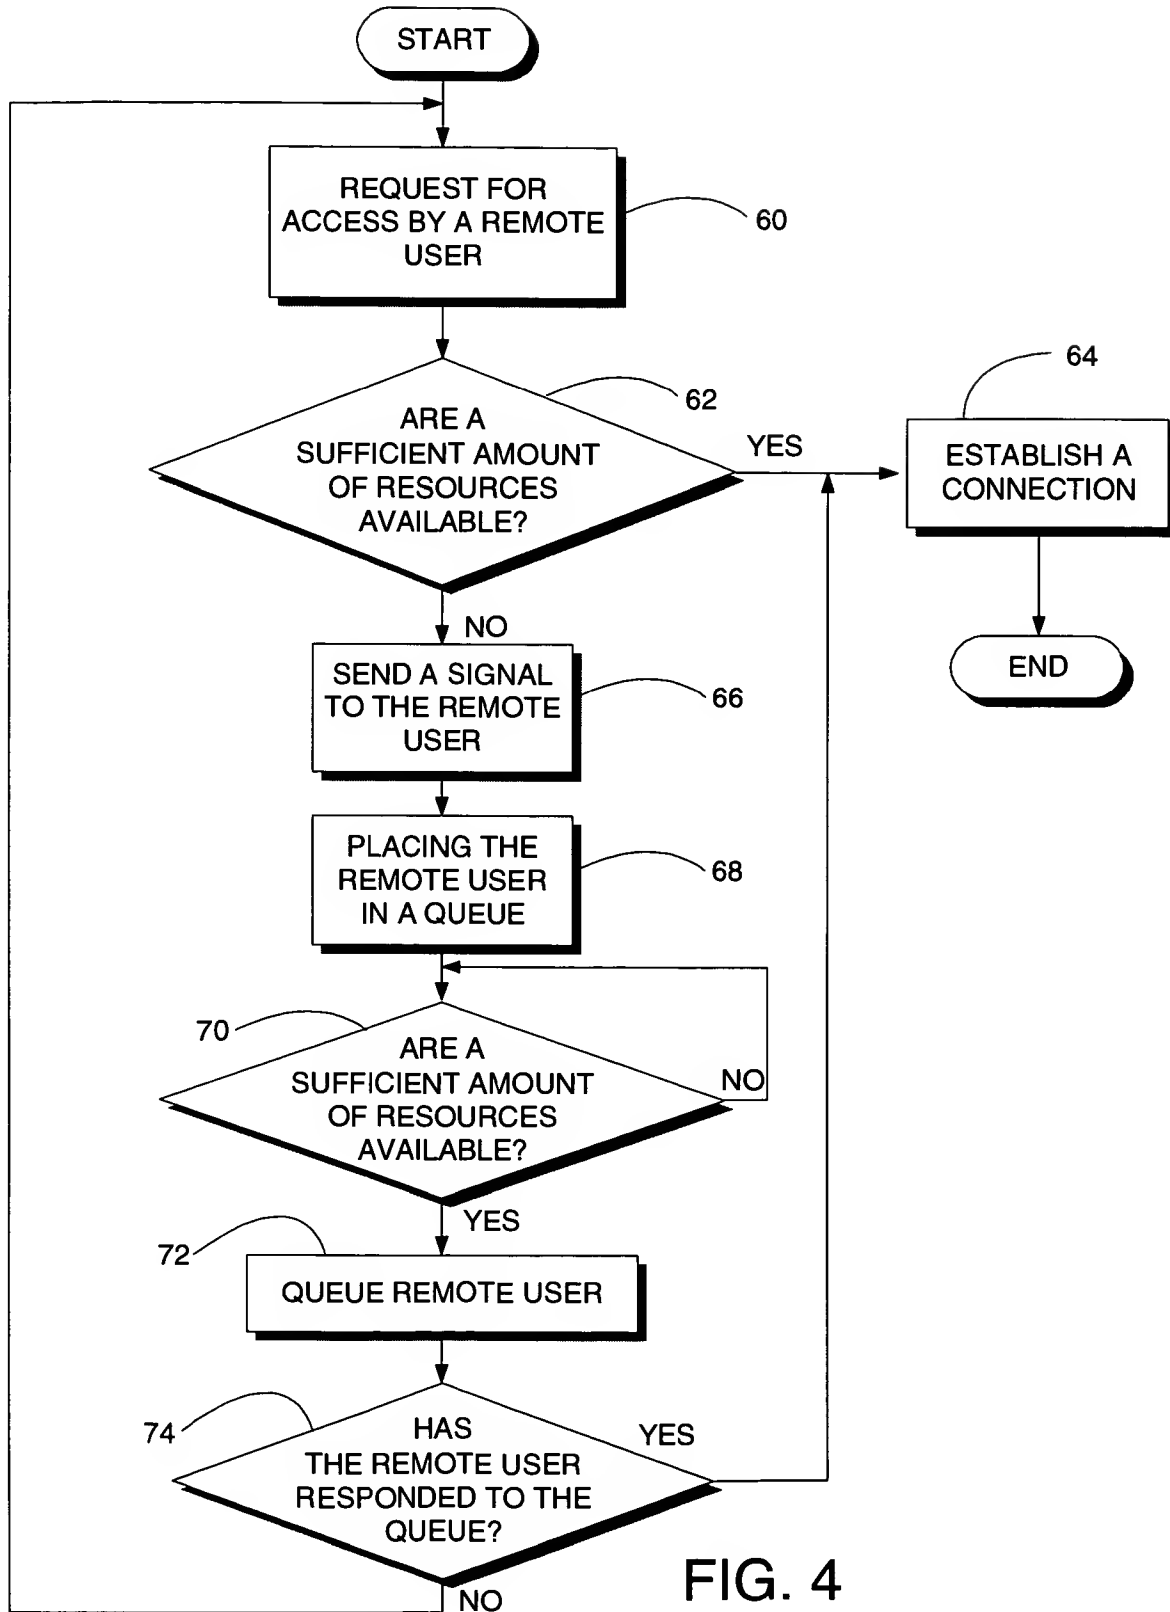 START
REQUEST FOR
ACCESS BY A REMOTE
USER
60
62
ARE A
SUFFICIENT AMOUNT
OF RESOURCES
AVAILABLE?
YES
64
ESTABLISH A
CONNECTION
END
NO
SEND A SIGNAL
TO THE REMOTE
USER
66
PLACING THE
REMOTE USER
IN A QUEUE
68
70
ARE A
SUFFICIENT AMOUNT
OF RESOURCES
AVAILABLE?
NO
YES
72
QUEUE REMOTE USER
74
HAS
THE REMOTE USER
RESPONDED TO THE
QUEUE?
YES
NO
FIG. 4